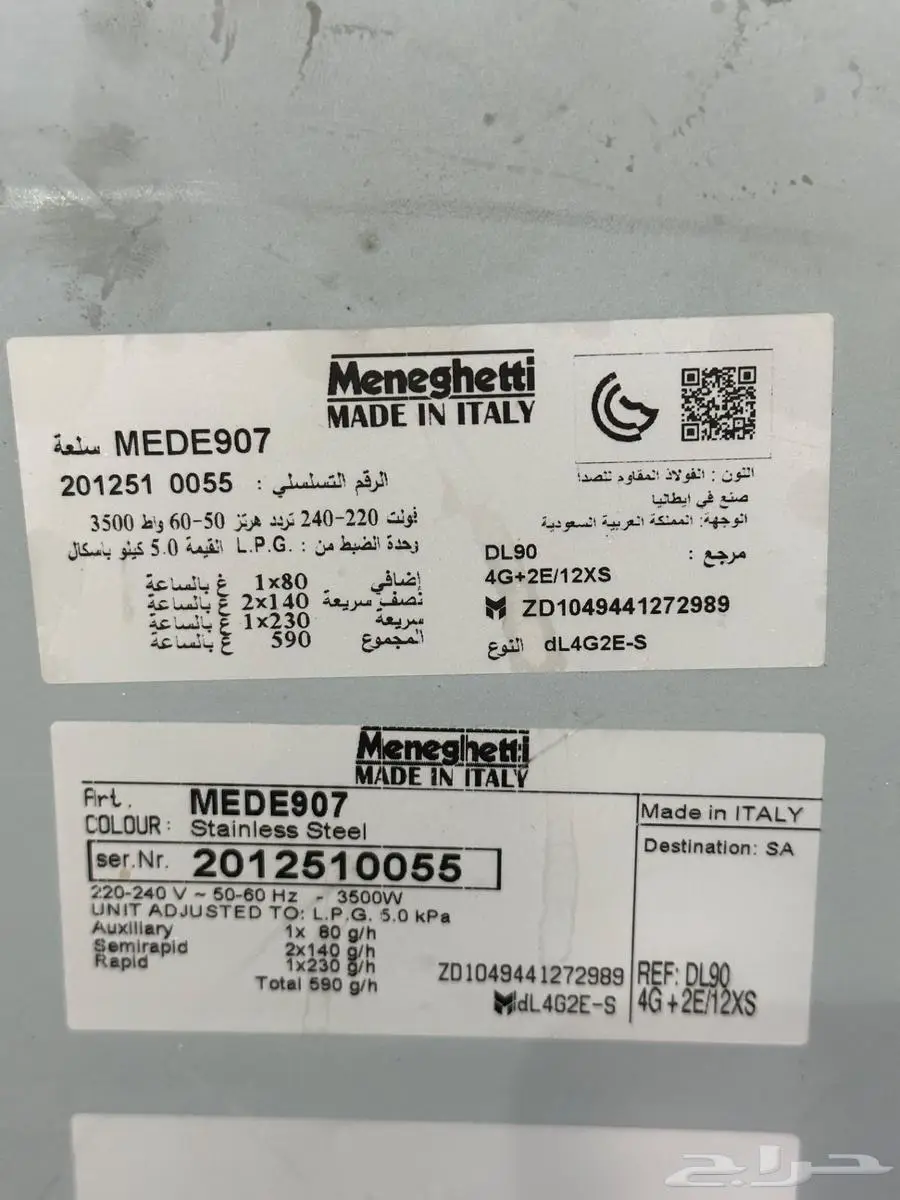 Meneghetti
MADE IN ITALY
سلعة MEDE907
الرقم التسلسلي : 201251 0055
فولت 220-240 تردد هرتز 50-60 واط 3500
وحدة الضبط من : .L.P.G القيمة 5.0 كيلو باسكال
إضافي 1x80 غ بالساعة
نصف سريعة 2x140 غ بالساعة
سريعة 1x230 غ بالساعة
المجموع 590 غ بالساعة
اللون : الفولاذ المقاوم للصدأ
صنع في ايطاليا
الوجهة: المملكة العربية السعودية
مرجع : DL90
4G+2E/12XS
ZD1049441272989
النوع dL4G2E-S
Meneghetti
MADE IN ITALY
Art. MEDE907
COLOUR: Stainless Steel
ser.Nr. 2012510055
220-240 V ~ 50-60 Hz - 3500W
UNIT ADJUSTED TO: L.P.G. 5.0 kPa
Auxiliary 1x 80 g/h
Semirapid 2x140 g/h
Rapid 1x230 g/h
Total 590 g/h
ZD1049441272989
dL4G2E-S
Made in ITALY
Destination: SA
REF: DL90
4G+2E/12XS
حراج